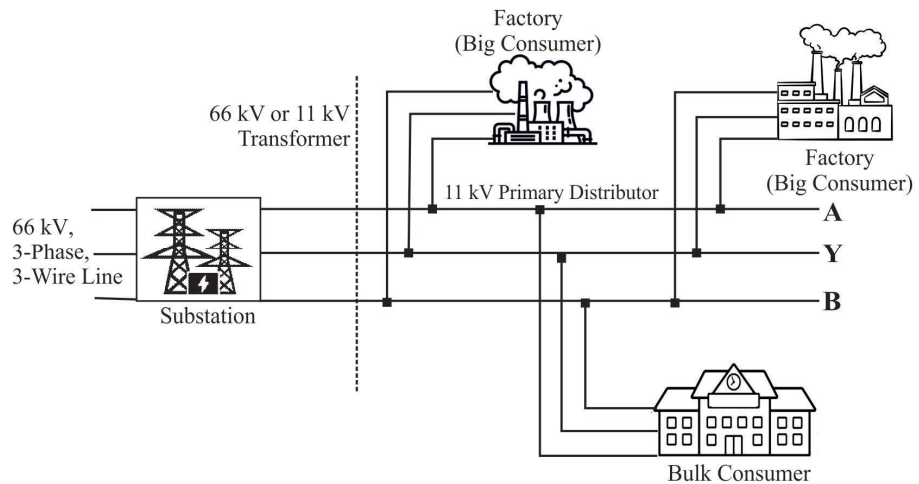 Factory
(Big Consumer)
66 kV or 11 kV
Transformer
Factory
(Big Consumer)
11 kV Primary Distributor
66 kV,
3-Phase,
3-Wire Line
A
Y
B
Substation
Bulk Consumer